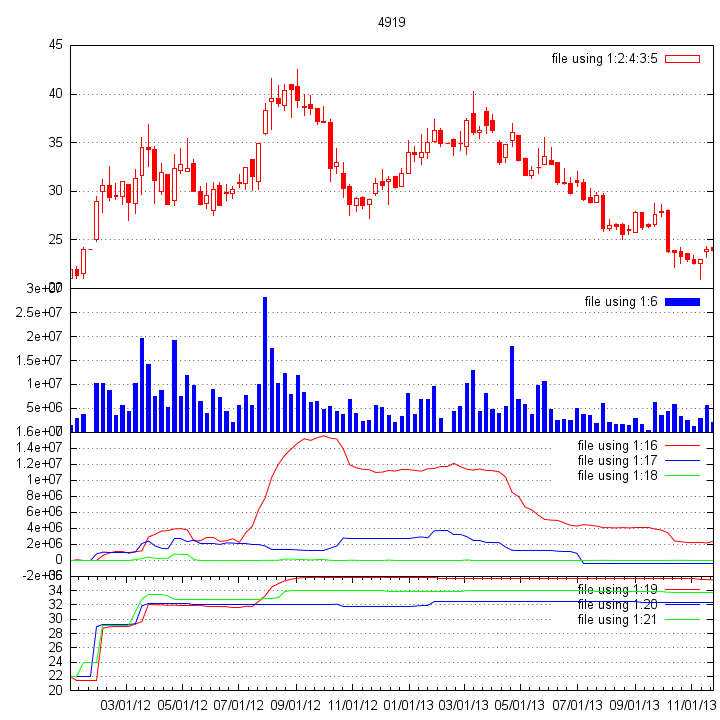 4919
45
file using 1:2:4:3:5
40
35
30
25
3e+07
file using 1:6
2.5e+07
2e+07
1.5e+07
1e+07
5e+06
1.6e+07
file using 1:16
1.4e+07
file using 1:17
1.2e+07
file using 1:18
1e+07
8e+06
6e+06
4e+06
2e+06
0
-2e+06
file using 1:19
34
file using 1:20
32
file using 1:21
30
28
26
24
22
20
03/01/12 05/01/12 07/01/12 09/01/12 11/01/12 01/01/13 03/01/13 05/01/13 07/01/13 09/01/13 11/01/13